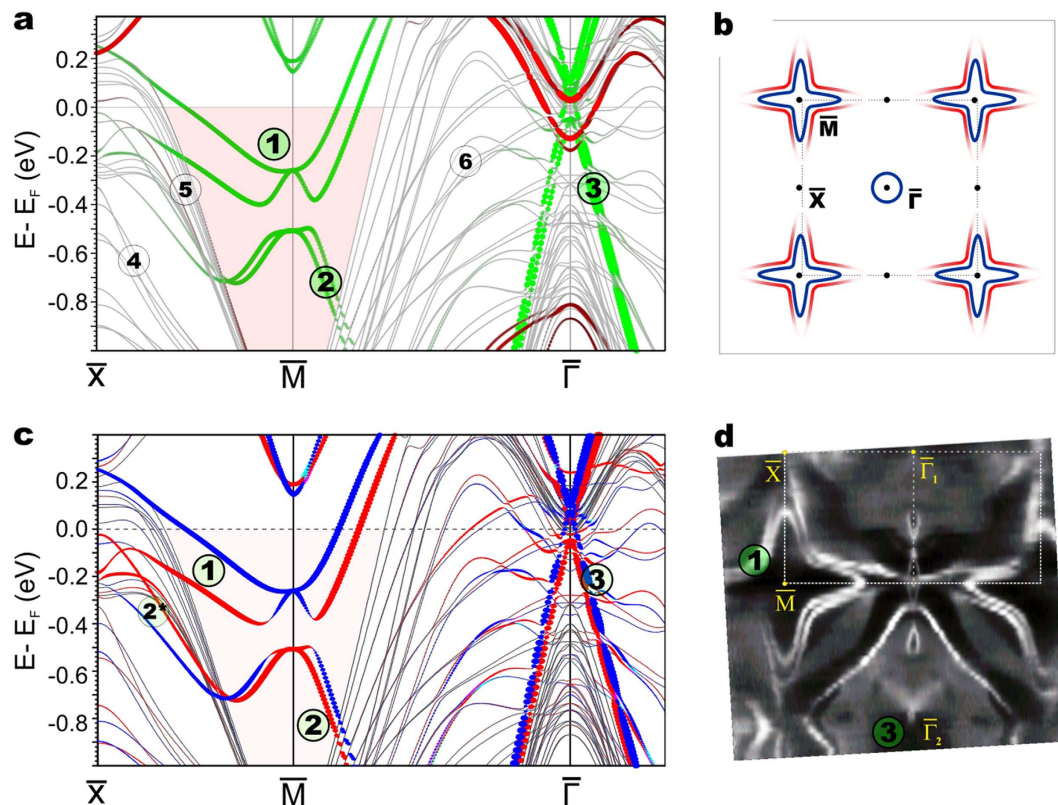 a
E- E_F (eV)
0.2
0.0
-0.2
-0.4
-0.6
-0.8
1
2
3
4
5
6
X̅
M̅
Γ̅
b
M̅
X̅
Γ̅
c
E- E_F (eV)
0.2
0.0
-0.2
-0.4
-0.6
-0.8
1
2*
2
3
X̅
M̅
Γ̅
d
X̅
Γ̅₁
1
M̅
3
Γ̅₂